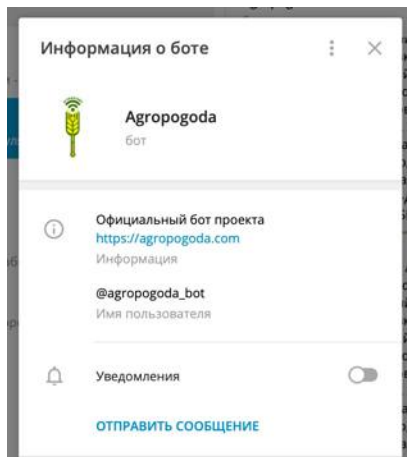 Информация о боте
Agropogoda
бот
Официальный бот проекта
https://agropogoda.com
Информация
@agropogoda_bot
Имя пользователя
Уведомления
ОТПРАВИТЬ СООБЩЕНИЕ